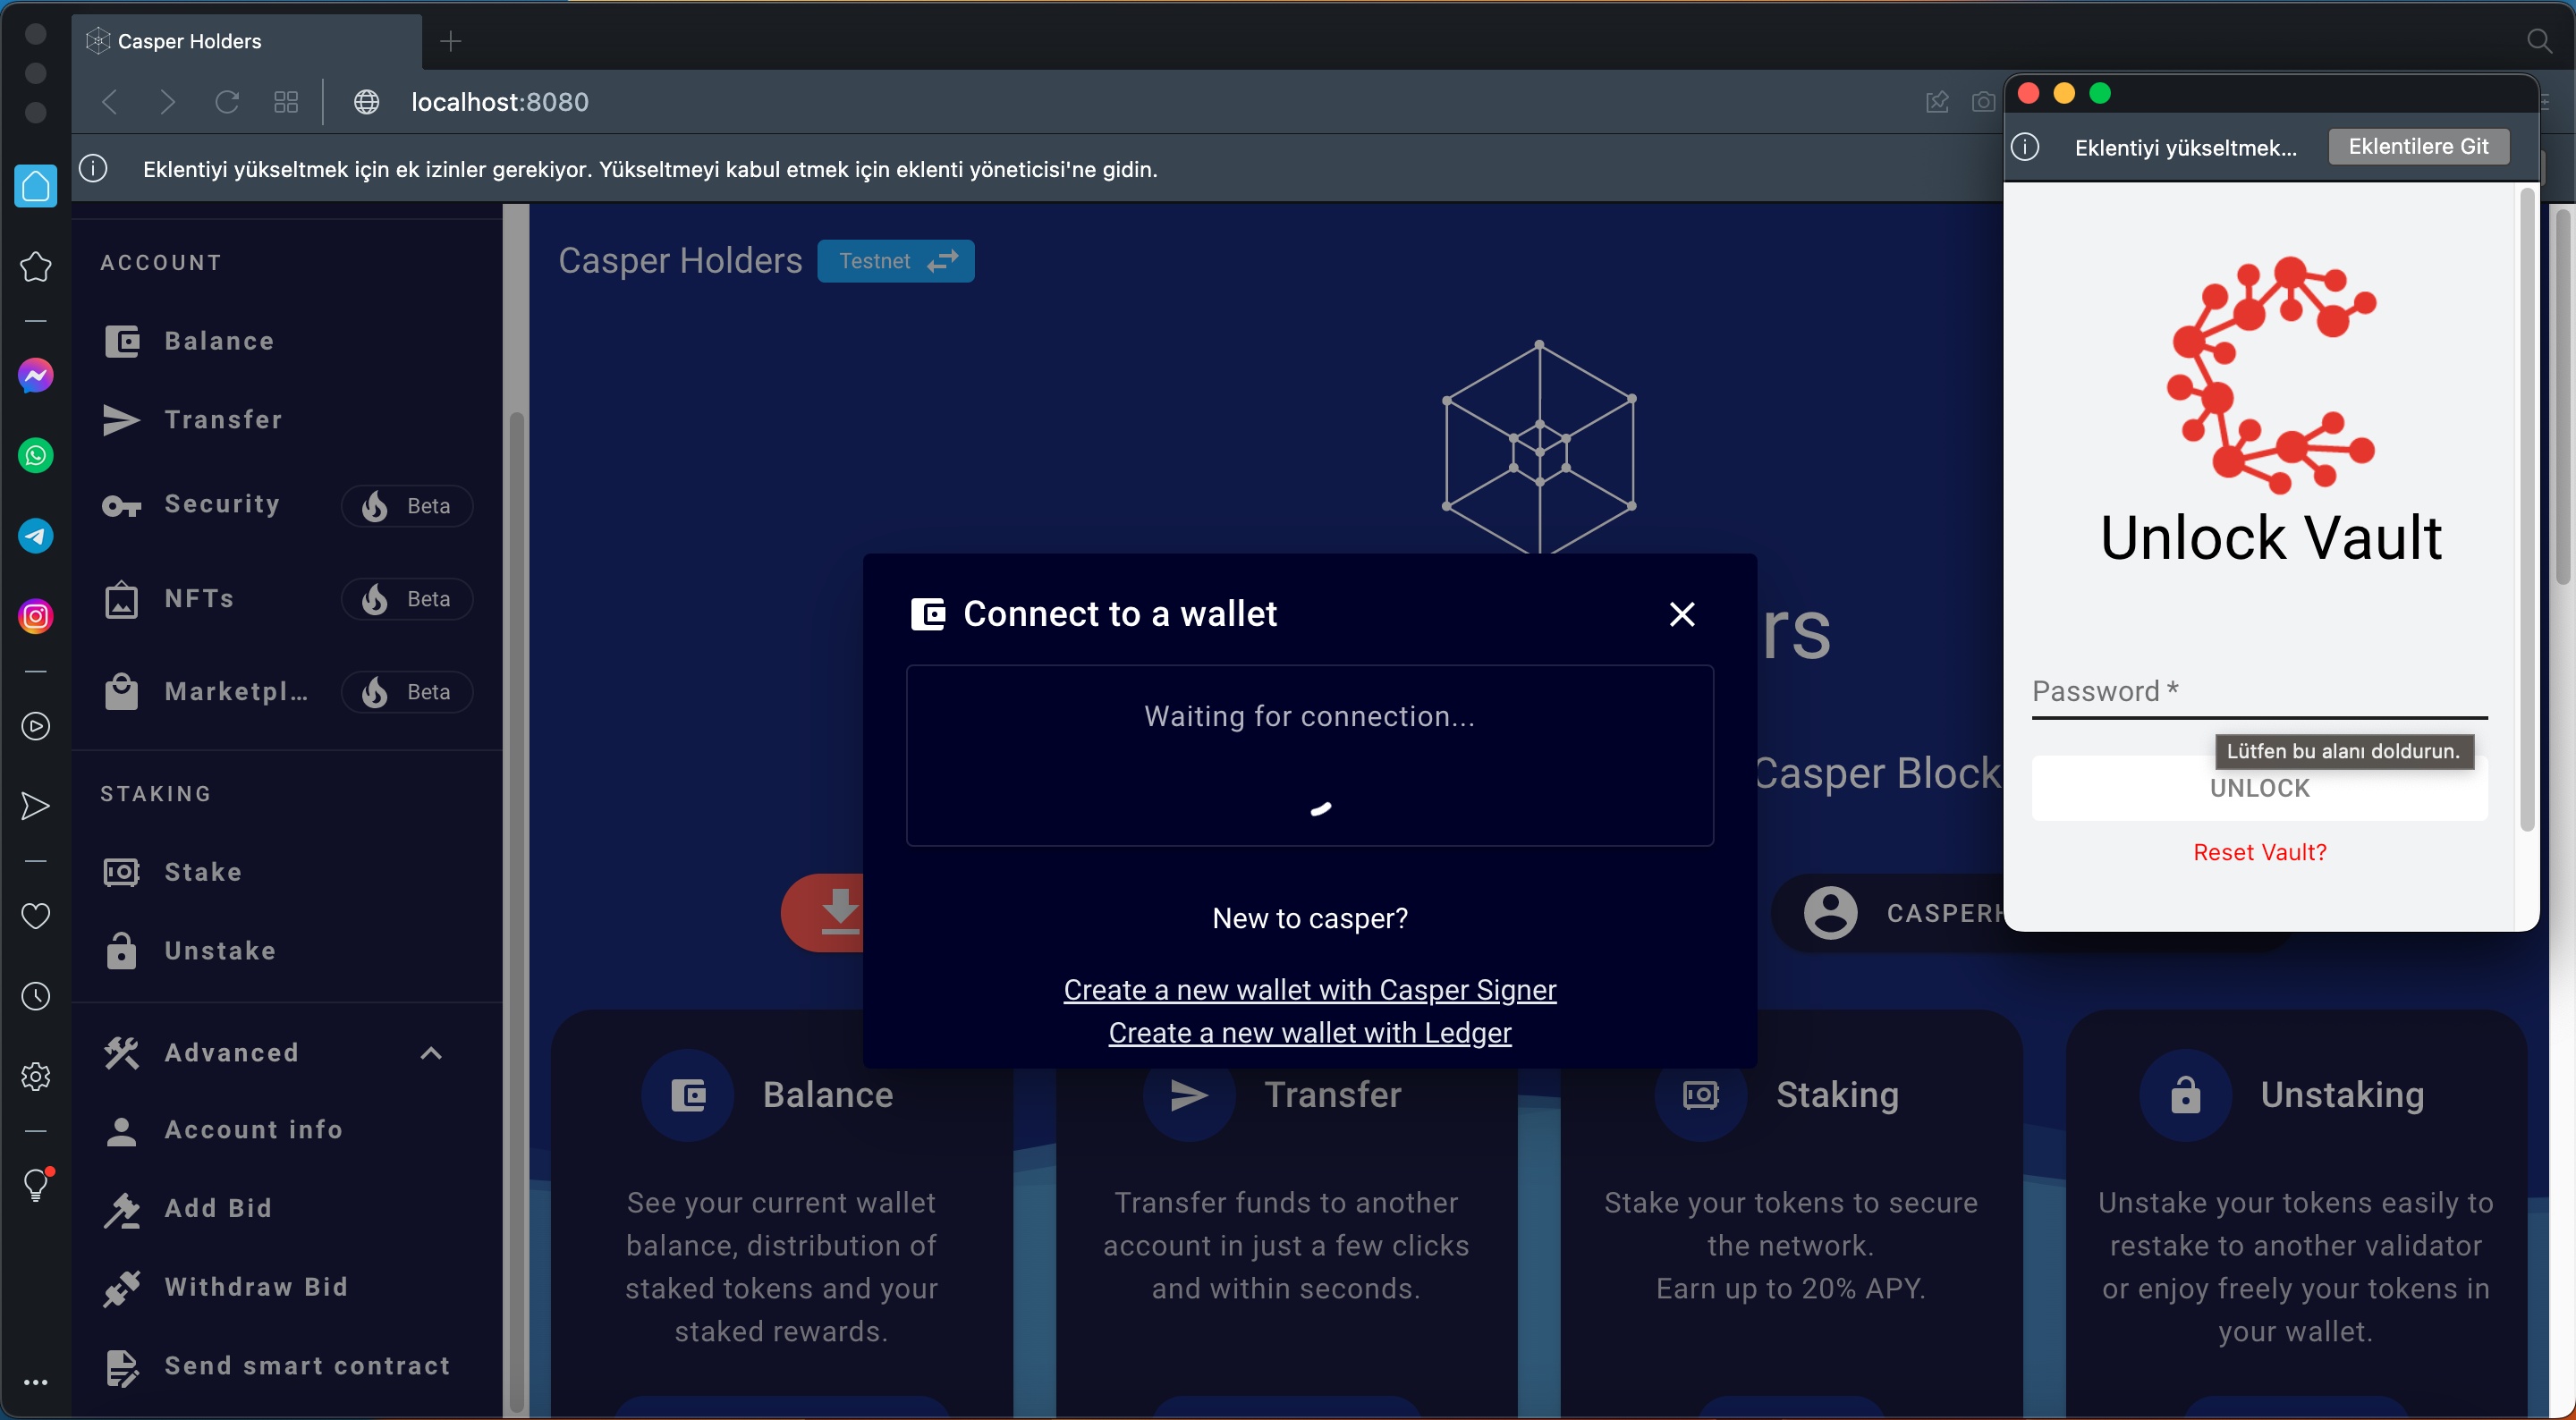 Casper Holders
localhost:8080
Eklentiyi yükseltmek için ek izinler gerekiyor. Yükseltmeyi kabul etmek için eklenti yöneticisi'ne gidin.
ACCOUNT
Balance
Transfer
Security
Beta
NFTs
Beta
Marketpl...
Beta
STAKING
Stake
Unstake
Advanced
Account info
Add Bid
Withdraw Bid
Send smart contract
Casper Holders
Testnet
rs
Casper Block
CASPERH
Connect to a wallet
Waiting for connection...
New to casper?
Create a new wallet with Casper Signer
Create a new wallet with Ledger
Balance
See your current wallet
balance, distribution of
staked tokens and your
staked rewards.
Transfer
Transfer funds to another
account in just a few clicks
and within seconds.
Staking
Stake your tokens to secure
the network.
Earn up to 20% APY.
Unstaking
Unstake your tokens easily to
restake to another validator
or enjoy freely your tokens in
your wallet.
Eklentiyi yükseltmek...
Eklentilere Git
Unlock Vault
Password *
Lütfen bu alanı doldurun.
UNLOCK
Reset Vault?